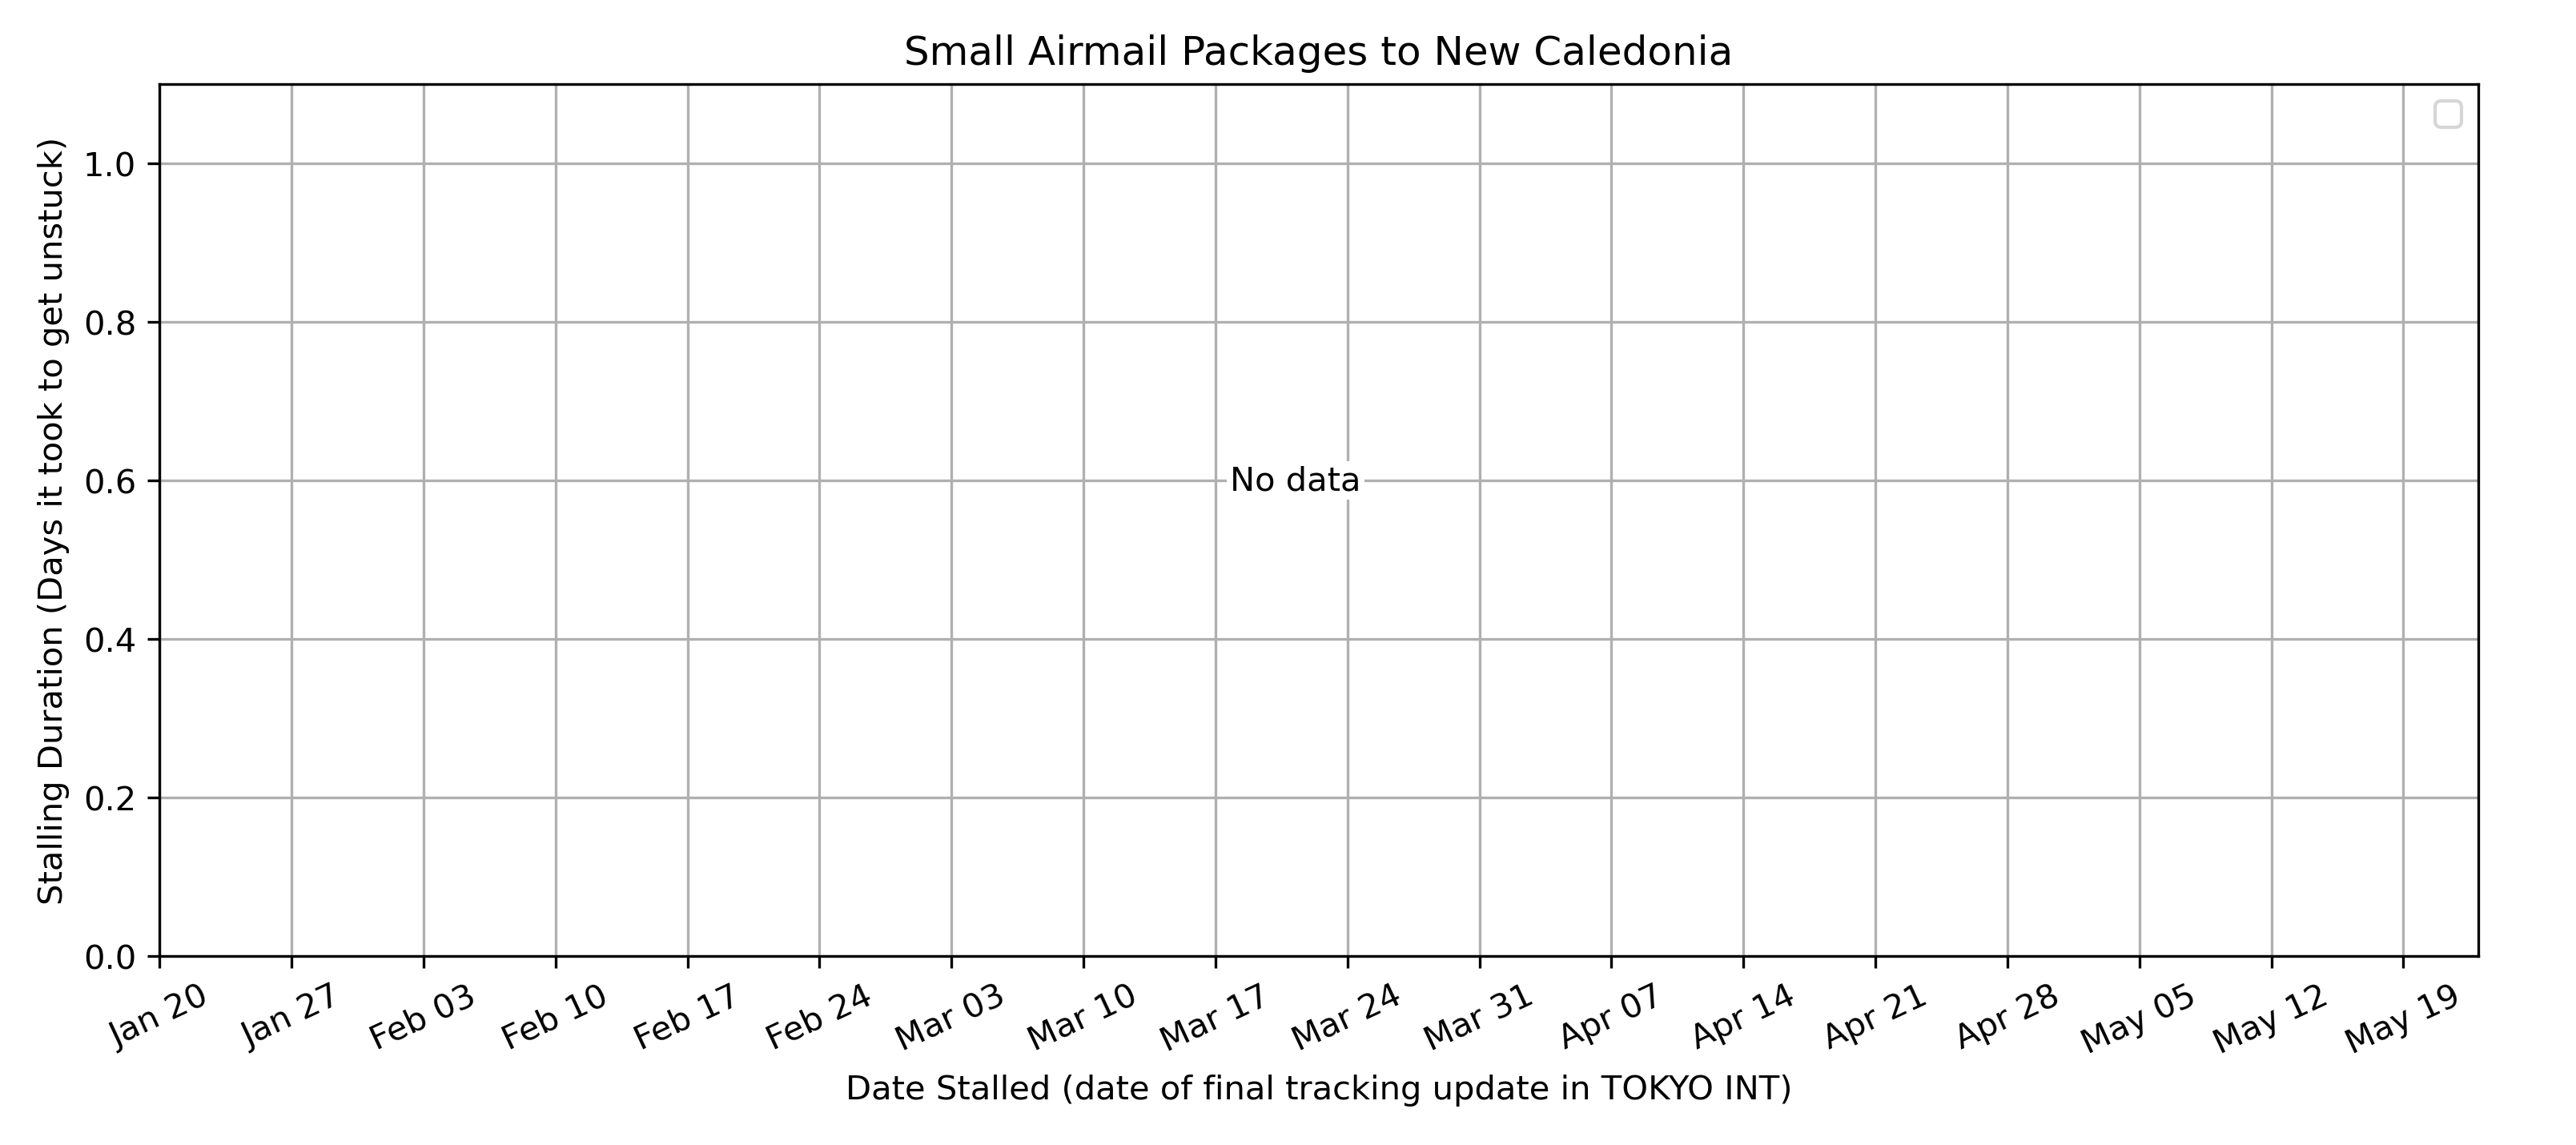 Small Airmail Packages to New Caledonia
Stalling Duration (Days it took to get unstuck)
1.0
0.8
0.6
0.4
0.2
0.0
No data
Jan 20
Jan 27
Feb 03
Feb 10
Feb 17
Feb 24
Mar 03
Mar 10
Mar 17
Mar 24
Mar 31
Apr 07
Apr 14
Apr 21
Apr 28
May 05
May 12
May 19
Date Stalled (date of final tracking update in TOKYO INT)